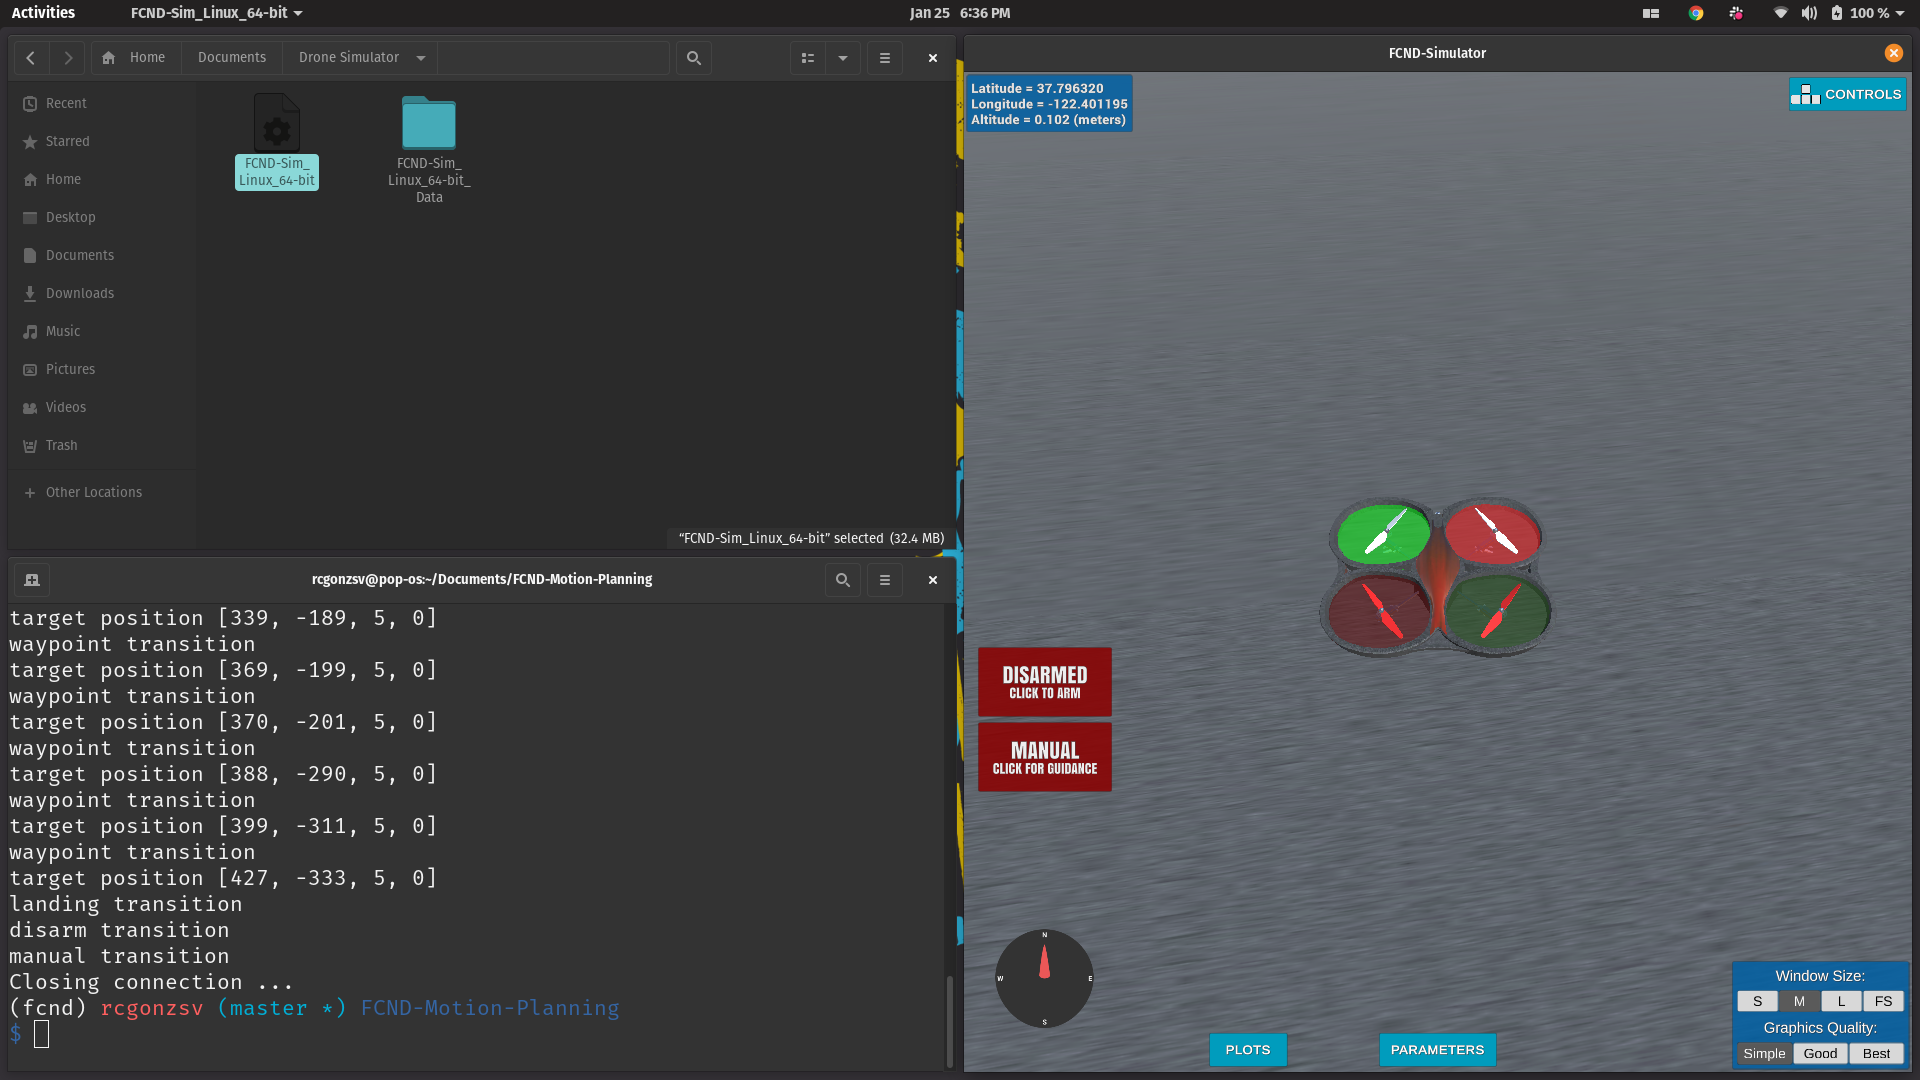 Activities
FCND-Sim_Linux_64-bit
Jan 25 6:36 PM
100 %
Home
Documents
Drone Simulator
Recent
Starred
Home
Desktop
Documents
Downloads
Music
Pictures
Videos
Trash
Other Locations
FCND-Sim_
Linux_64-bit
FCND-Sim_
Linux_64-bit_
Data
“FCND-Sim_Linux_64-bit” selected (32.4 MB)
rcgonzsv@pop-os:~/Documents/FCND-Motion-Planning
target position [339, -189, 5, 0]
waypoint transition
target position [369, -199, 5, 0]
waypoint transition
target position [370, -201, 5, 0]
waypoint transition
target position [388, -290, 5, 0]
waypoint transition
target position [399, -311, 5, 0]
waypoint transition
target position [427, -333, 5, 0]
landing transition
disarm transition
manual transition
Closing connection ...
(fcnd) rcgonzsv (master *) FCND-Motion-Planning
$
FCND-Simulator
Latitude = 37.796320
Longitude = -122.401195
Altitude = 0.102 (meters)
CONTROLS
DISARMED
CLICK TO ARM
MANUAL
CLICK FOR GUIDANCE
N
W
E
S
PLOTS
PARAMETERS
Window Size:
S
M
L
FS
Graphics Quality:
Simple
Good
Best